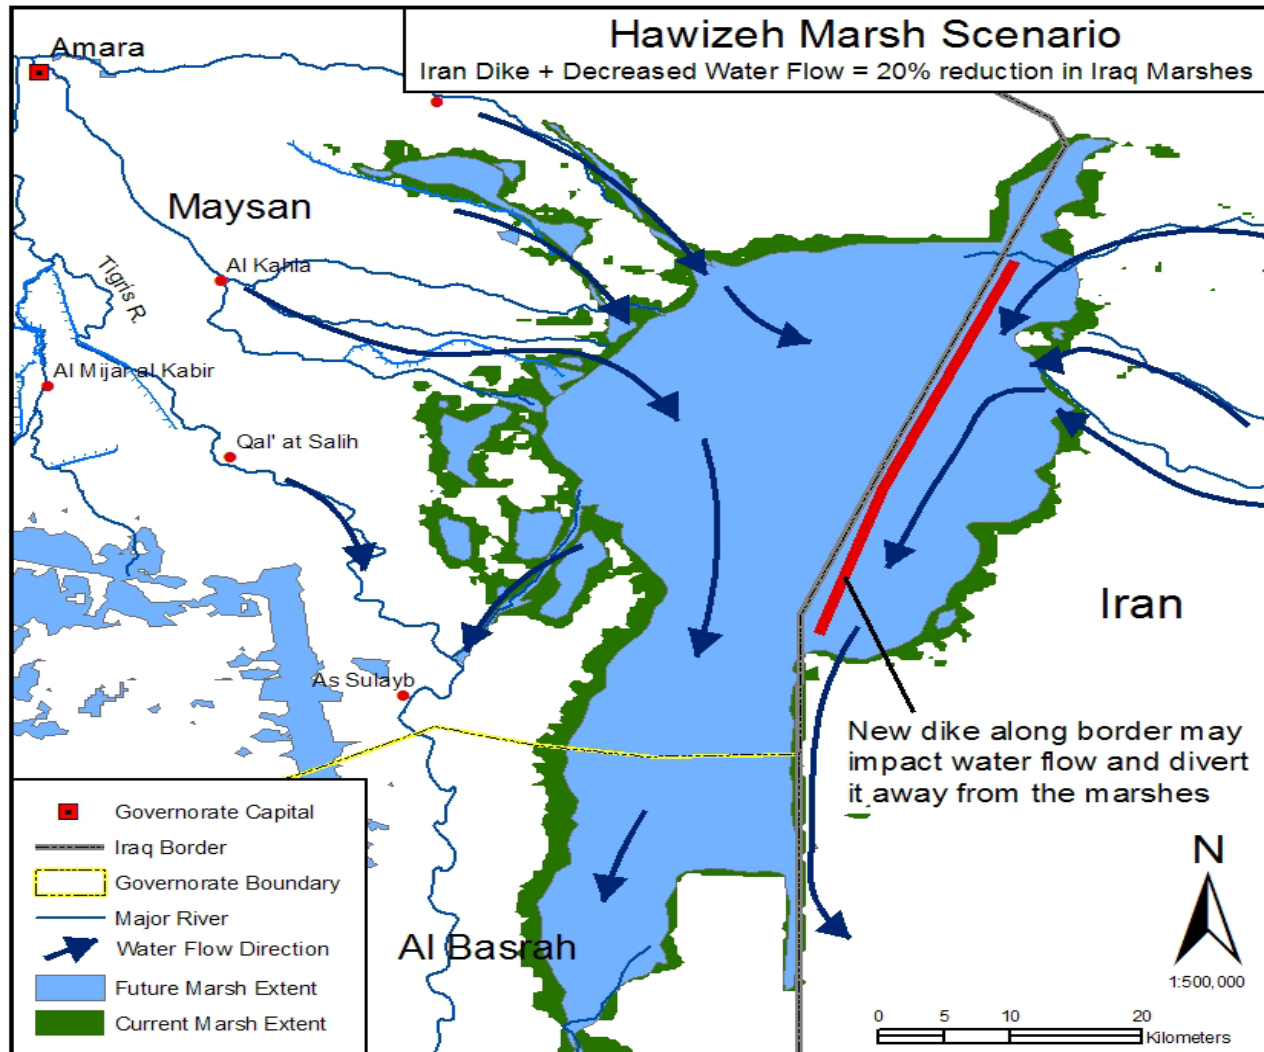 Hawizeh Marsh Scenario
Iran Dike + Decreased Water Flow = 20% reduction in Iraq Marshes
Amara
Maysan
Al Kahla
Tigris R.
Al Mijar al Kabir
Qal' at Salih
Iran
As Sulayb
New dike along border may
impact water flow and divert
it away from the marshes
Al Basrah
Governorate Capital
Iraq Border
Governorate Boundary
Major River
Water Flow Direction
Future Marsh Extent
Current Marsh Extent
N
1:500,000
0 5 10 20
Kilometers